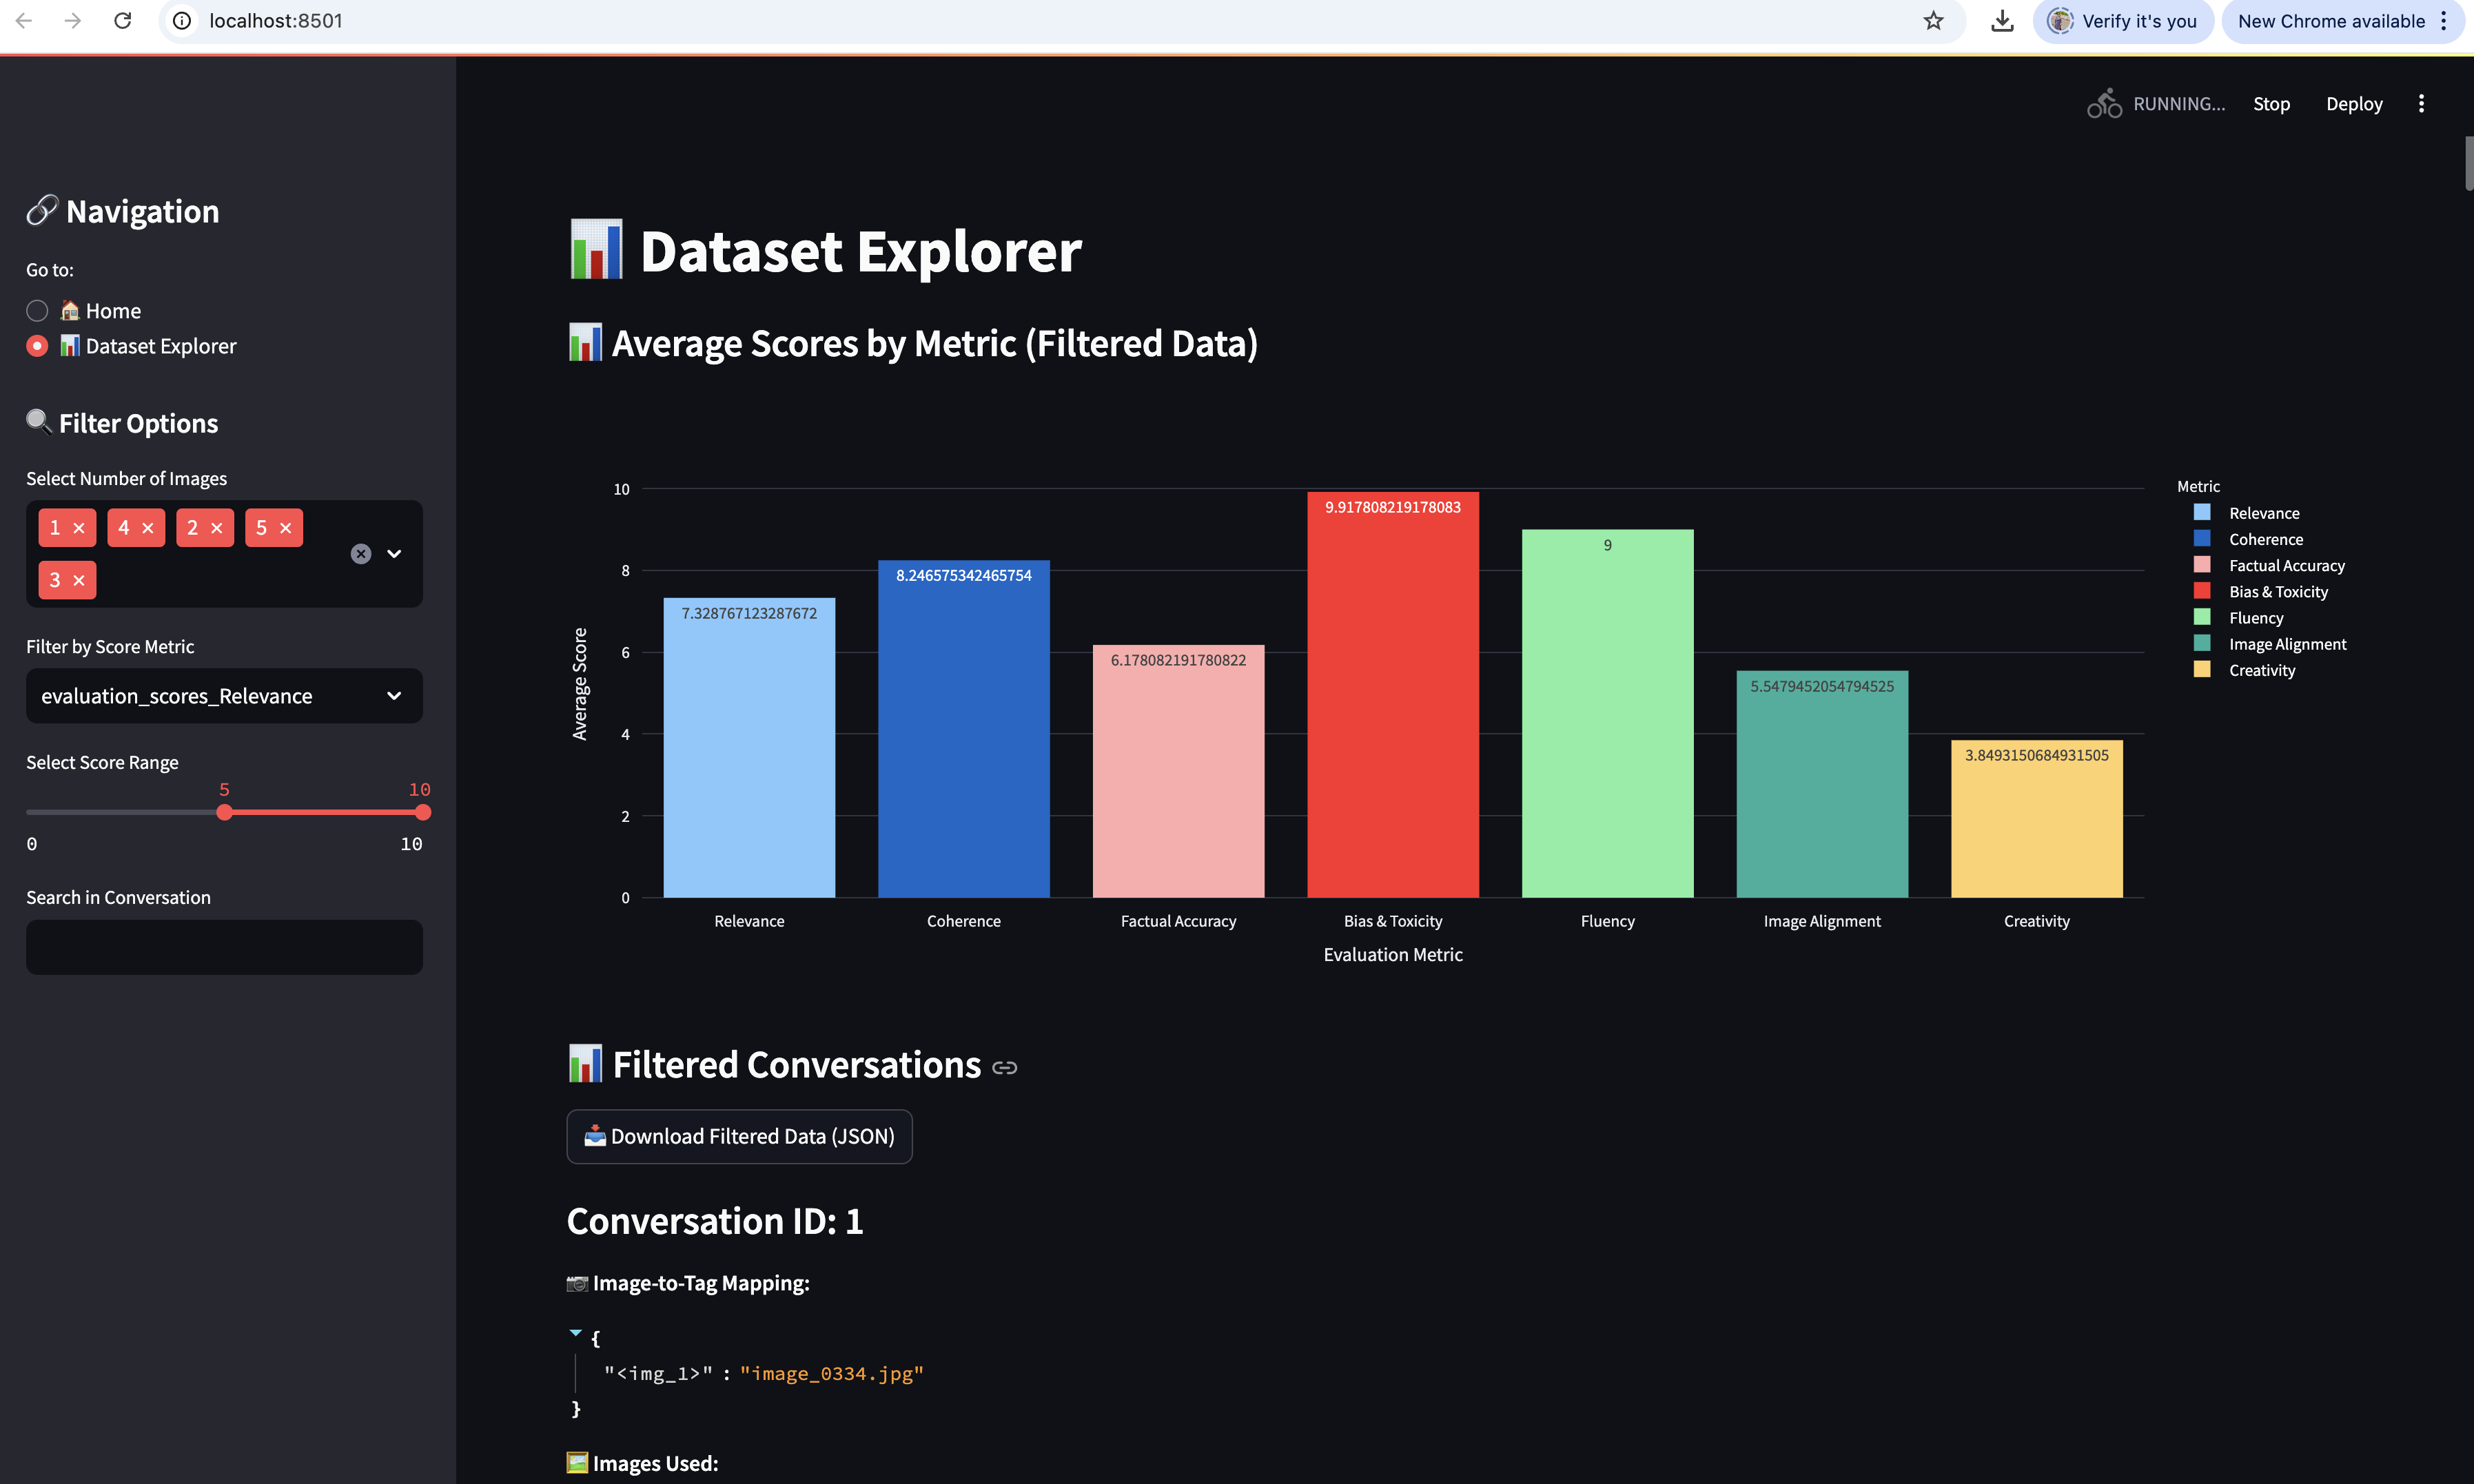 localhost:8501
Verify it's you
New Chrome available
RUNNING...
Stop
Deploy
Navigation
Go to:
Home
Dataset Explorer
Filter Options
Select Number of Images
1 ×
4 ×
2 ×
5 ×
3 ×
Filter by Score Metric
evaluation_scores_Relevance
Select Score Range
5
10
0
10
Search in Conversation
Dataset Explorer
Average Scores by Metric (Filtered Data)
Average Score
10
8
6
4
2
0
7.328767123287672
8.246575342465754
6.178082191780822
9.917808219178083
9
5.5479452054794525
3.8493150684931505
Relevance
Coherence
Factual Accuracy
Bias & Toxicity
Fluency
Image Alignment
Creativity
Evaluation Metric
Metric
Relevance
Coherence
Factual Accuracy
Bias & Toxicity
Fluency
Image Alignment
Creativity
Filtered Conversations
Download Filtered Data (JSON)
Conversation ID: 1
Image-to-Tag Mapping:
{
"<img_1>" : "image_0334.jpg"
}
Images Used: